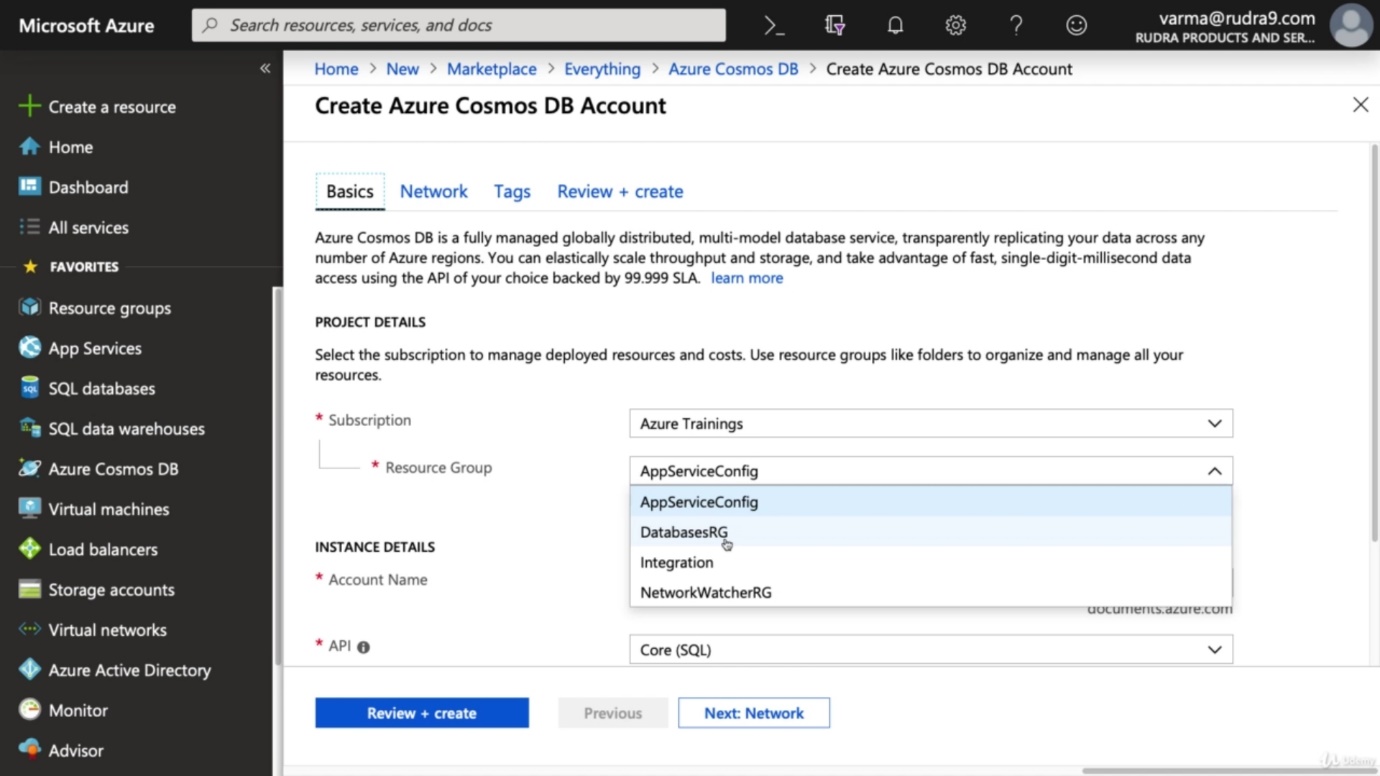 Microsoft Azure
Search resources, services, and docs
varma@rudra9.com
RUDRA PRODUCTS AND SER...
Create a resource
Home
Dashboard
All services
FAVORITES
Resource groups
App Services
SQL databases
SQL data warehouses
Azure Cosmos DB
Virtual machines
Load balancers
Storage accounts
Virtual networks
Azure Active Directory
Monitor
Advisor
Home > New > Marketplace > Everything > Azure Cosmos DB > Create Azure Cosmos DB Account
Create Azure Cosmos DB Account
Basics Network Tags Review + create
Azure Cosmos DB is a fully managed globally distributed, multi-model database service, transparently replicating your data across any
number of Azure regions. You can elastically scale throughput and storage, and take advantage of fast, single-digit-millisecond data
access using the API of your choice backed by 99.999 SLA. learn more
PROJECT DETAILS
Select the subscription to manage deployed resources and costs. Use resource groups like folders to organize and manage all your
resources.
* Subscription
Azure Trainings
* Resource Group
AppServiceConfig
AppServiceConfig
DatabasesRG
Integration
NetworkWatcherRG
INSTANCE DETAILS
* Account Name
documents.azure.com
* API
Core (SQL)
Review + create
Previous
Next: Network
Udemy